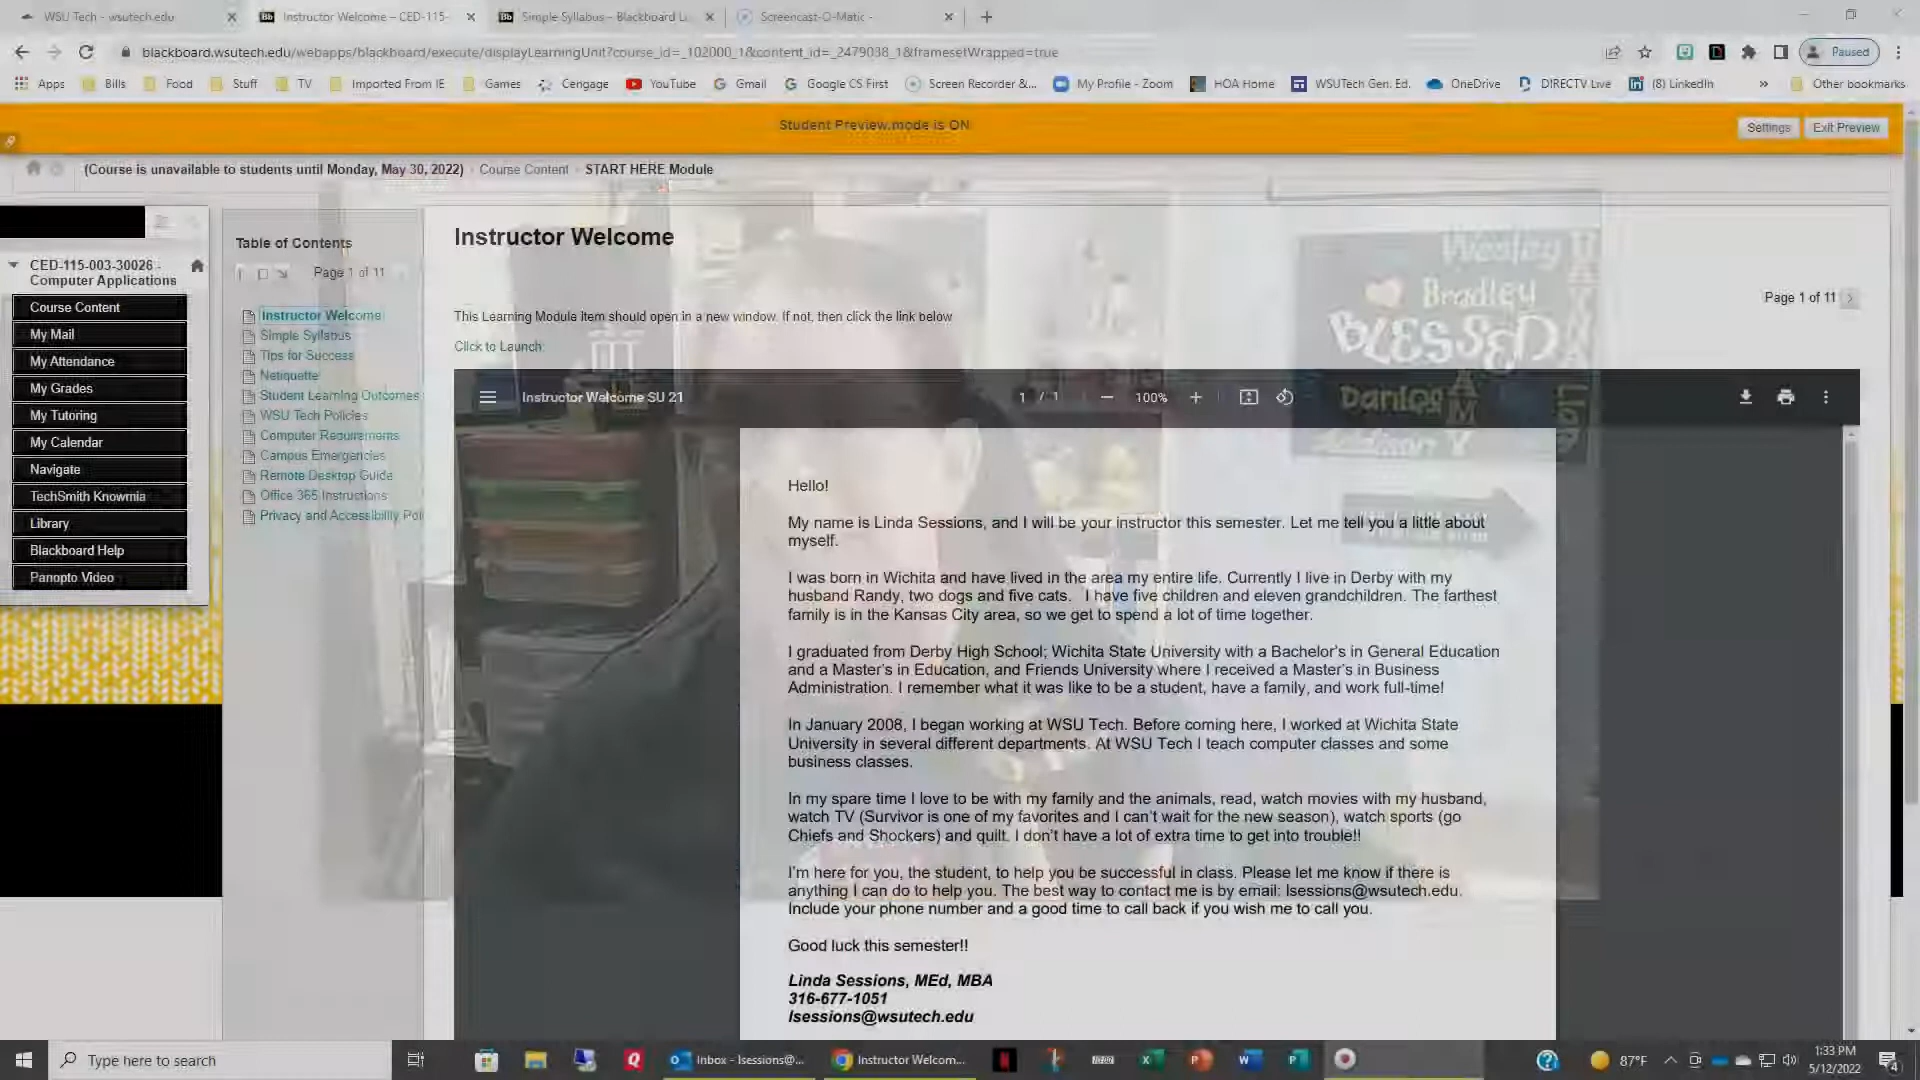 WSU Tech - wsutech.edu
Instructor Welcome – CED-115-
Simple Syllabus – Blackboard L
Screencast-O-Matic -
blackboard.wsutech.edu/webapps/blackboard/execute/displayLearningUnit?course_id=_102000_1&content_id=_2479038_1&framesetWrapped=true
Paused
Apps
Bills
Food
Stuff
TV
Imported From IE
Games
Cengage
YouTube
Gmail
Google CS First
Screen Recorder &...
My Profile - Zoom
HOA Home
WSUTech Gen. Ed.
OneDrive
DIRECTV Live
(8) LinkedIn
»
Other bookmarks
Student Preview mode is ON
Settings
Exit Preview
(Course is unavailable to students until Monday, May 30, 2022)
Course Content
START HERE Module
CED-115-003-30026 -
Computer Applications
Course Content
My Mail
My Attendance
My Grades
My Tutoring
My Calendar
Navigate
TechSmith Knowmia
Library
Blackboard Help
Panopto Video
Table of Contents
Page 1 of 11
Instructor Welcome
Simple Syllabus
Tips for Success
Netiquette
Student Learning Outcomes
WSU Tech Policies
Computer Requirements
Campus Emergencies
Remote Desktop Guide
Office 365 Instructions
Privacy and Accessibility Poli
Instructor Welcome
Page 1 of 11
This Learning Module item should open in a new window. If not, then click the link below
Click to Launch:
Instructor Welcome SU 21
1 / 1
100%
Hello!
My name is Linda Sessions, and I will be your instructor this semester. Let me tell you a little about
myself.
I was born in Wichita and have lived in the area my entire life. Currently I live in Derby with my
husband Randy, two dogs and five cats. I have five children and eleven grandchildren. The farthest
family is in the Kansas City area, so we get to spend a lot of time together.
I graduated from Derby High School; Wichita State University with a Bachelor's in General Education
and a Master's in Education, and Friends University where I received a Master's in Business
Administration. I remember what it was like to be a student, have a family, and work full-time!
In January 2008, I began working at WSU Tech. Before coming here, I worked at Wichita State
University in several different departments. At WSU Tech I teach computer classes and some
business classes.
In my spare time I love to be with my family and the animals, read, watch movies with my husband,
watch TV (Survivor is one of my favorites and I can't wait for the new season), watch sports (go
Chiefs and Shockers) and quilt. I don't have a lot of extra time to get into trouble!!
I'm here for you, the student, to help you be successful in class. Please let me know if there is
anything I can do to help you. The best way to contact me is by email: lsessions@wsutech.edu.
Include your phone number and a good time to call back if you wish me to call you.
Good luck this semester!!
Linda Sessions, MEd, MBA
316-677-1051
lsessions@wsutech.edu
Wesley
Bradley
BLESSED
Addison
Type here to search
Inbox - lsessions@...
Instructor Welcom...
87°F
1:33 PM
5/12/2022
4